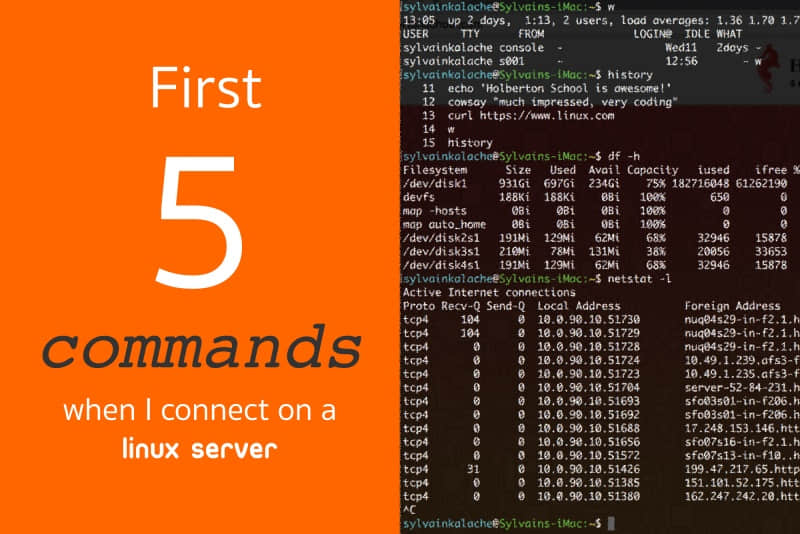 First
5
commands
when I connect on a
linux server
sylvainkalache@Sylvains-iMac:~$ w
13:05  up 2 days,  1:13, 2 users, load averages: 1.36 1.70 1.7
USER     TTY      FROM              LOGIN@  IDLE WHAT
sylvainkalache console  -                Wed11   2days -
sylvainkalache s001     -                12:56       - w
sylvainkalache@Sylvains-iMac:~$ history
11  echo 'Holberton School is awesome!'
12  cowsay "much impressed, very coding"
13  curl https://www.linux.com
14  w
15  history
sylvainkalache@Sylvains-iMac:~$ df -h
Filesystem      Size   Used  Avail Capacity  iused    ifree %
/dev/disk1     931Gi  697Gi  234Gi    75% 182716048 61262190
devfs          188Ki  188Ki    0Bi   100%       650        0
map -hosts       0Bi    0Bi    0Bi   100%         0        0
map auto_home    0Bi    0Bi    0Bi   100%         0        0
/dev/disk2s1   191Mi  129Mi   62Mi    68%     32946    15878
/dev/disk3s1   210Mi   78Mi  131Mi    38%     20056    33653
/dev/disk4s1   191Mi  129Mi   62Mi    68%     32946    15878
sylvainkalache@Sylvains-iMac:~$ netstat -l
Active Internet connections
Proto Recv-Q Send-Q  Local Address          Foreign Address
tcp4     104      0  10.0.90.10.51730       nuq04s29-in-f2.1.h
tcp4     104      0  10.0.90.10.51729       nuq04s29-in-f2.1.h
tcp4       0      0  10.0.90.10.51728       nuq04s29-in-f2.1.h
tcp4       0      0  10.0.90.10.51724       10.49.1.239.afs3-f
tcp4       0      0  10.0.90.10.51723       10.49.1.235.afs3-f
tcp4       0      0  10.0.90.10.51704       server-52-84-231.h
tcp4       0      0  10.0.90.10.51693       sfo03s01-in-f206.h
tcp4       0      0  10.0.90.10.51692       sfo03s01-in-f206.h
tcp4       0      0  10.0.90.10.51688       17.248.153.146.htt
tcp4       0      0  10.0.90.10.51656       sfo07s16-in-f2.1.h
tcp4       0      0  10.0.90.10.51572       sfo07s13-in-f10..h
tcp4      31      0  10.0.90.10.51426       199.47.217.65.http
tcp4       0      0  10.0.90.10.51385       151.101.52.175.htt
tcp4       0      0  10.0.90.10.51380       162.247.242.20.htt
^C
sylvainkalache@Sylvains-iMac:~$